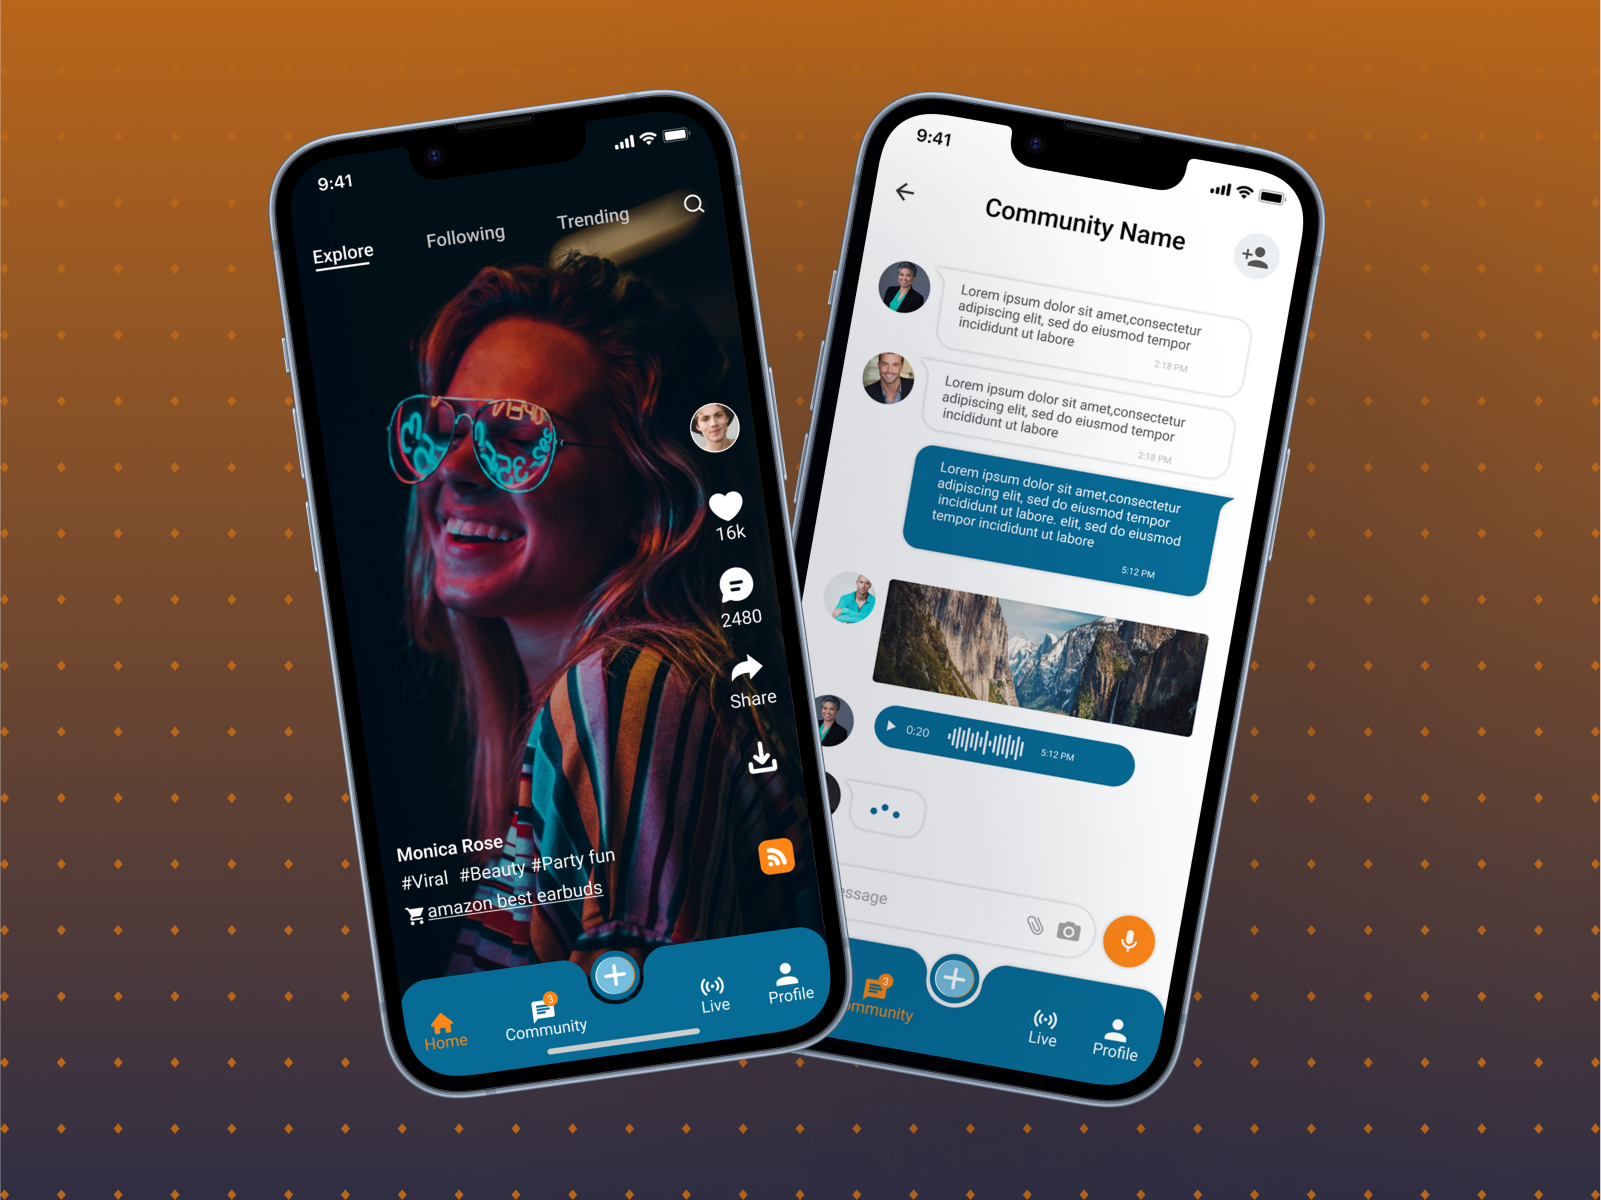 9:41
Explore
Following
Trending
16k
2480
Share
Monica Rose
#Viral #Beauty #Party fun
amazon best earbuds
Home
3
Community
Live
Profile
9:41
Community Name
Lorem ipsum dolor sit amet,consectetur
adipiscing elit, sed do eiusmod tempor
incididunt ut labore
2:18 PM
Lorem ipsum dolor sit amet,consectetur
adipiscing elit, sed do eiusmod tempor
incididunt ut labore
2:18 PM
Lorem ipsum dolor sit amet,consectetur
adipiscing elit, sed do eiusmod tempor
incididunt ut labore. elit, sed do eiusmod
tempor incididunt ut labore
5:12 PM
0:20
5:12 PM
essage
3
ommunity
Live
Profile